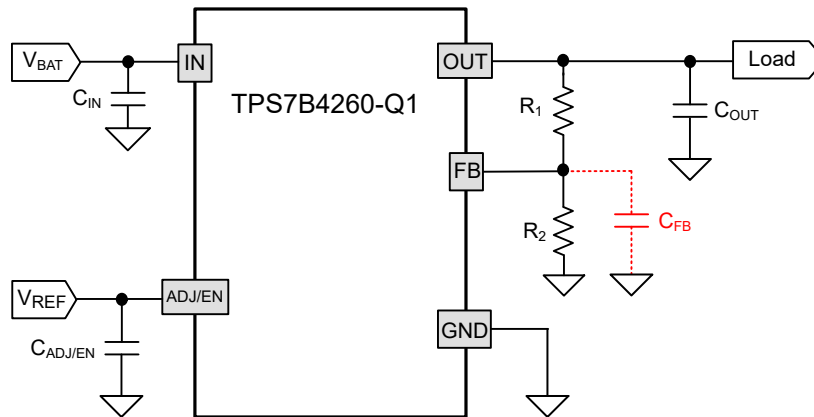 VBAT
IN
CIN
TPS7B4260-Q1
OUT
Load
R1
COUT
FB
R2
CFB
VREF
ADJ/EN
CADJ/EN
GND